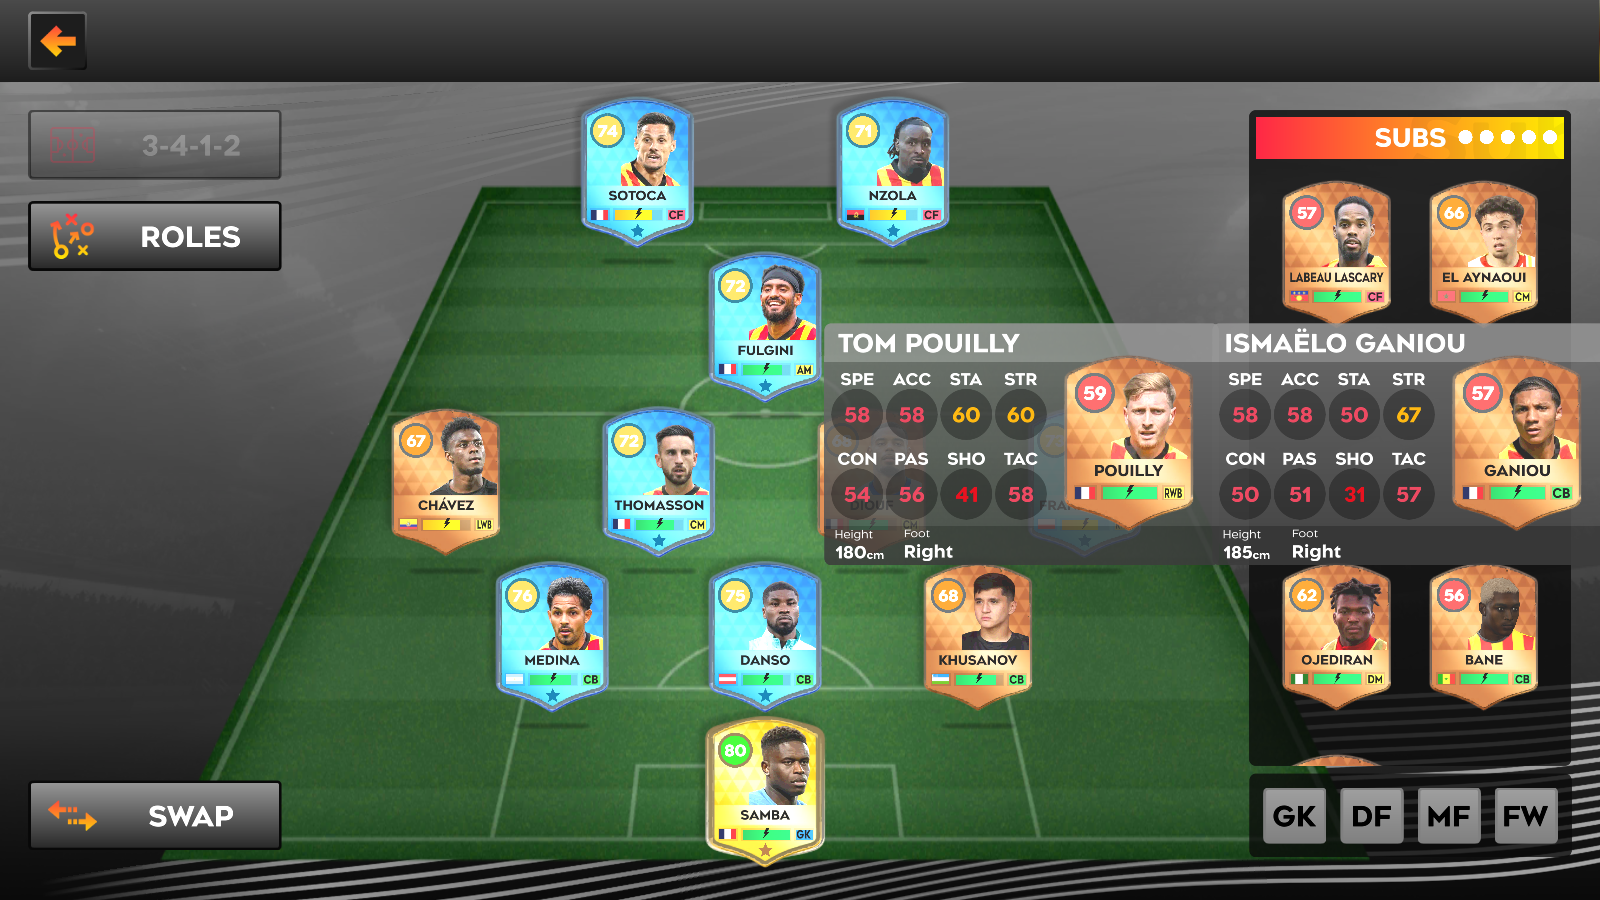 3-4-1-2
ROLES
SWAP
74
SOTOCA
CF
71
NZOLA
CF
72
FULGINI
AM
67
CHÁVEZ
LWB
72
THOMASSON
CM
DIOUF
CM
76
MEDINA
CB
75
DANSO
CB
68
KHUSANOV
CB
80
SAMBA
GK
SUBS
57
LABEAU LASCARY
CF
66
EL AYNAOUI
CM
TOM POUILLY
SPE ACC STA STR
58 58 60 60
CON PAS SHO TAC
54 56 41 58
Height Foot
180cm Right
59
POUILLY
RWB
ISMAËLO GANIOU
SPE ACC STA STR
58 58 50 67
CON PAS SHO TAC
50 51 31 57
Height Foot
185cm Right
57
GANIOU
CB
62
OJEDIRAN
DM
56
BANE
CB
GK DF MF FW